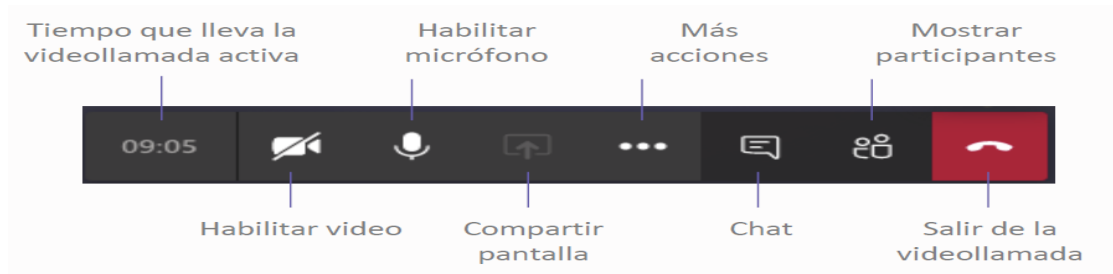 Tiempo que lleva la
videollamada activa
Habilitar
micrófono
Más
acciones
Mostrar
participantes
09:05
Habilitar video
Compartir
pantalla
Chat
Salir de la
videollamada